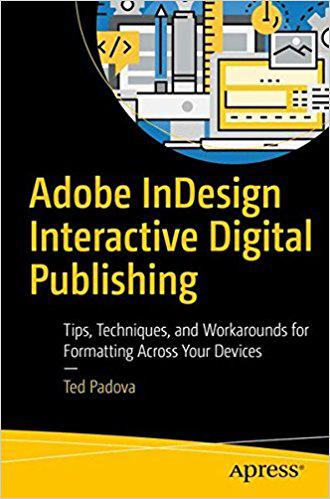 Adobe InDesign
Interactive Digital
Publishing
Tips, Techniques, and Workarounds for
Formatting Across Your Devices
—
Ted Padova
Apress®